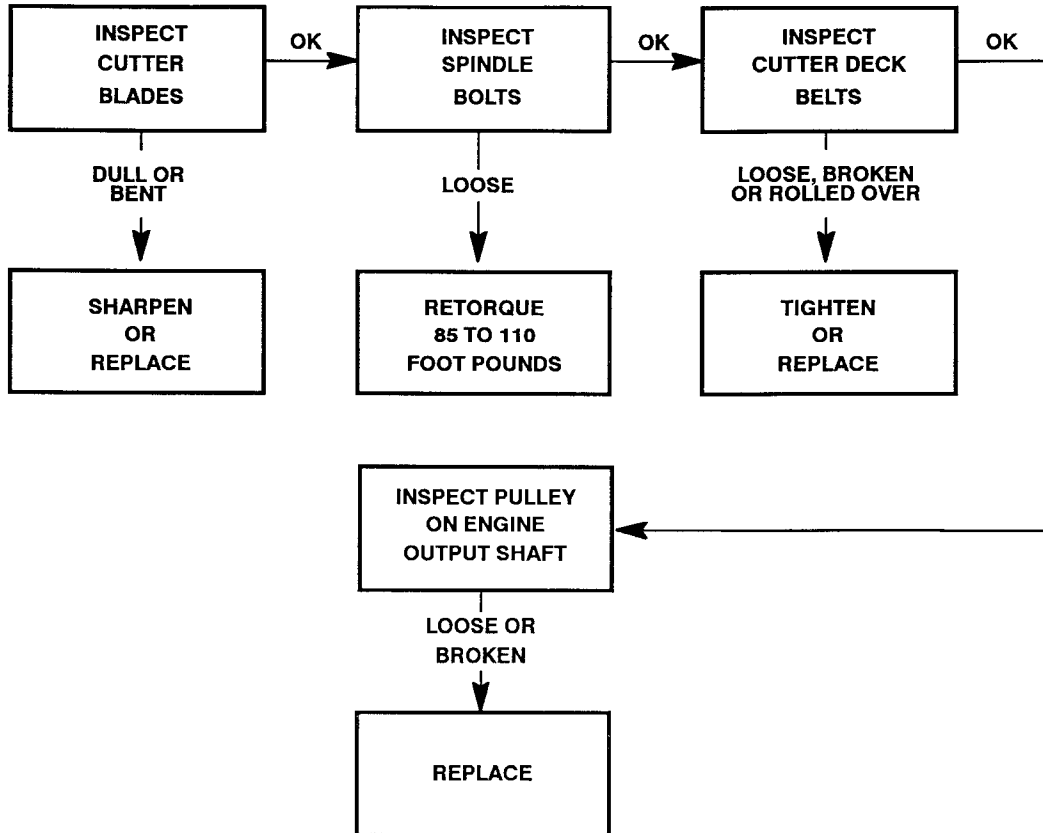 INSPECT
CUTTER
BLADES
OK
INSPECT
SPINDLE
BOLTS
OK
INSPECT
CUTTER DECK
BELTS
OK
DULL OR
BENT
LOOSE
LOOSE, BROKEN
OR ROLLED OVER
SHARPEN
OR
REPLACE
RETORQUE
85 TO 110
FOOT POUNDS
TIGHTEN
OR
REPLACE
INSPECT PULLEY
ON ENGINE
OUTPUT SHAFT
LOOSE OR
BROKEN
REPLACE